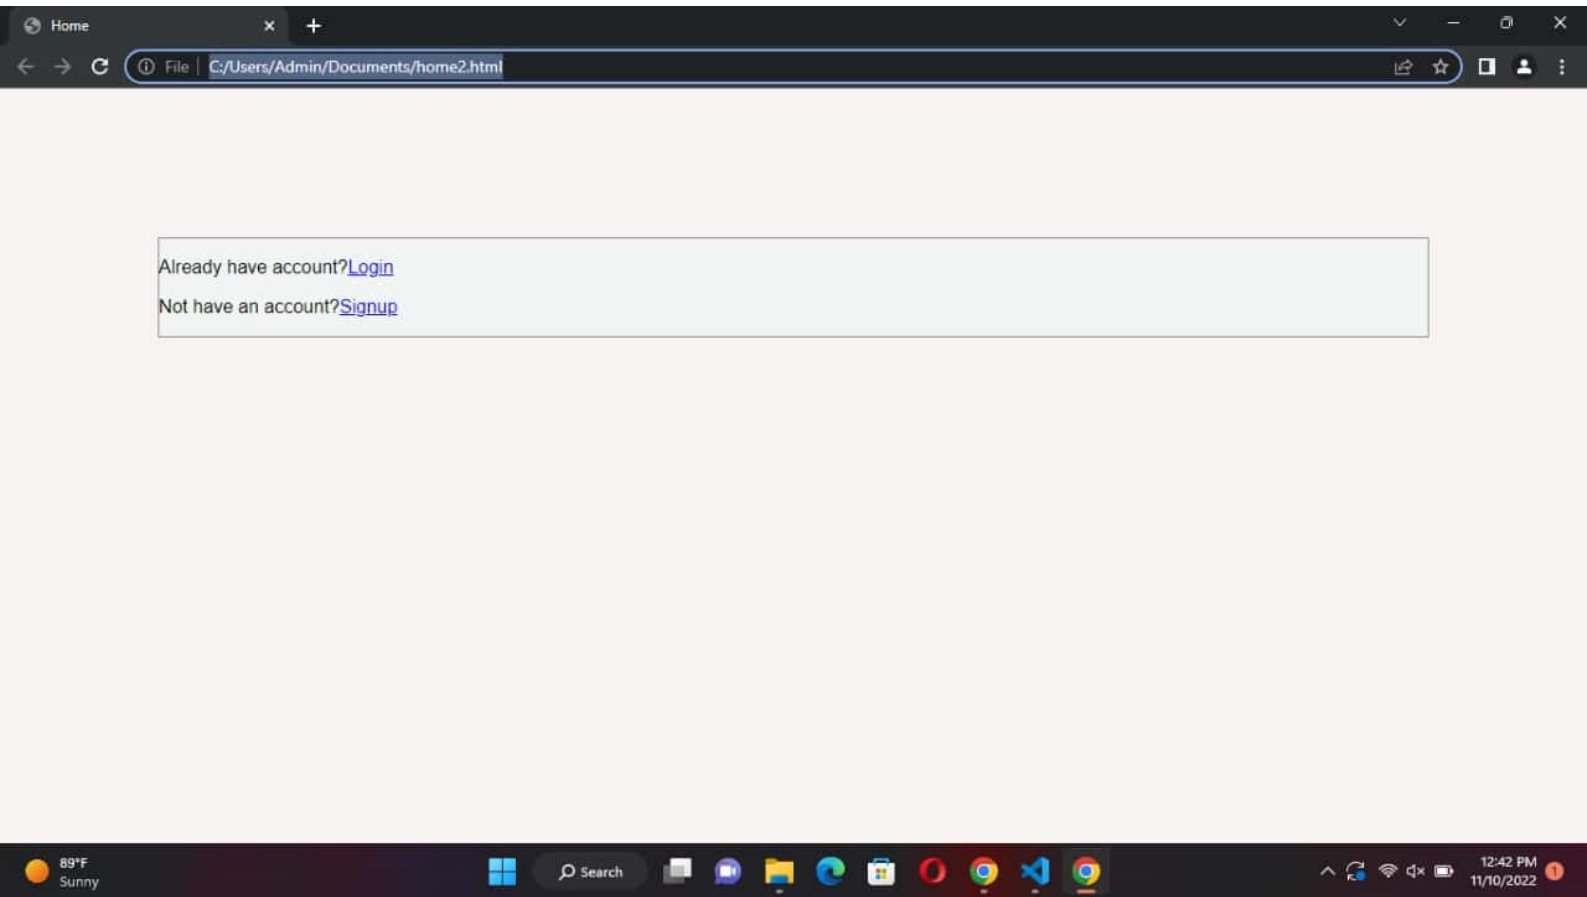 Home
File C:/Users/Admin/Documents/home2.html
Already have account?Login
Not have an account?Signup
89°F
Sunny
Search
12:42 PM
11/10/2022
1